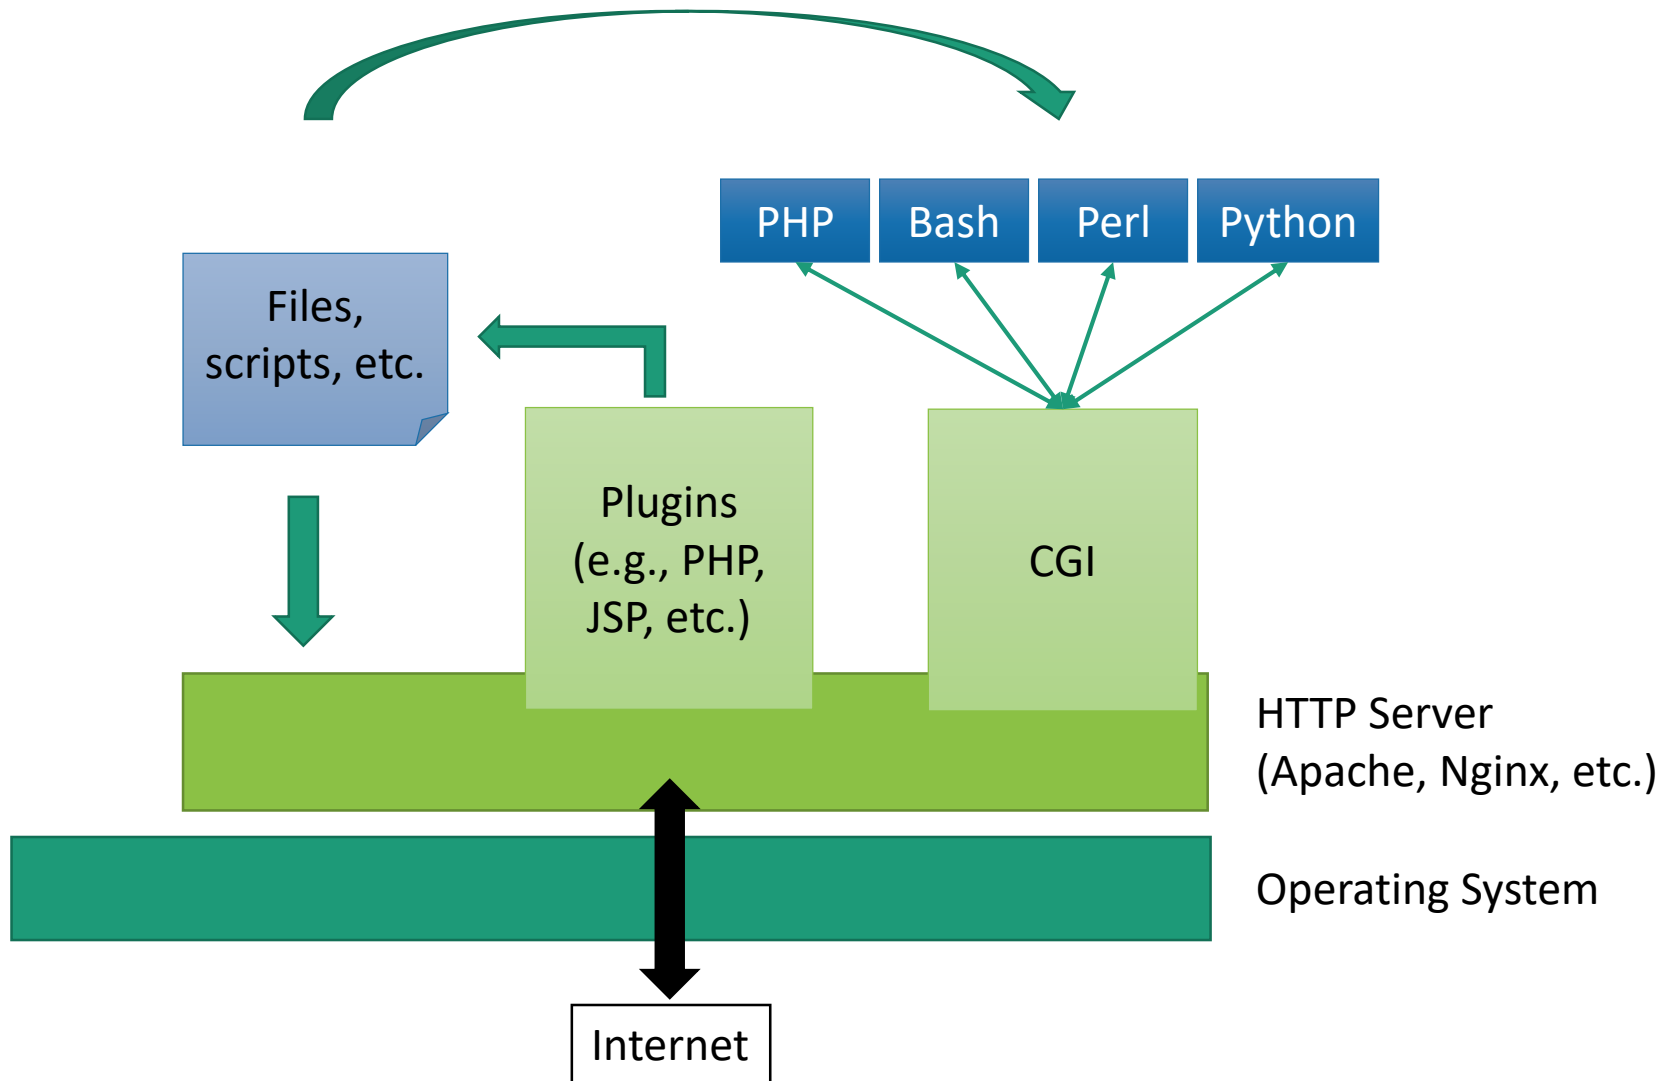 PHP
Bash
Perl
Python
Files,
scripts, etc.
Plugins
(e.g., PHP,
JSP, etc.)
CGI
HTTP Server
(Apache, Nginx, etc.)
Operating System
Internet